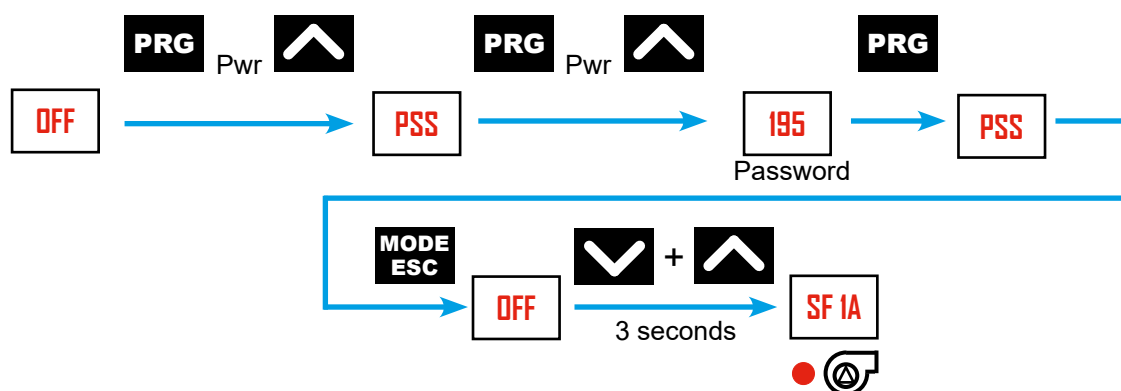 PRG Pwr PRG Pwr PRG
OFF PSS 195 PSS
Password
MODE
ESC
+
OFF SF 1A
3 seconds